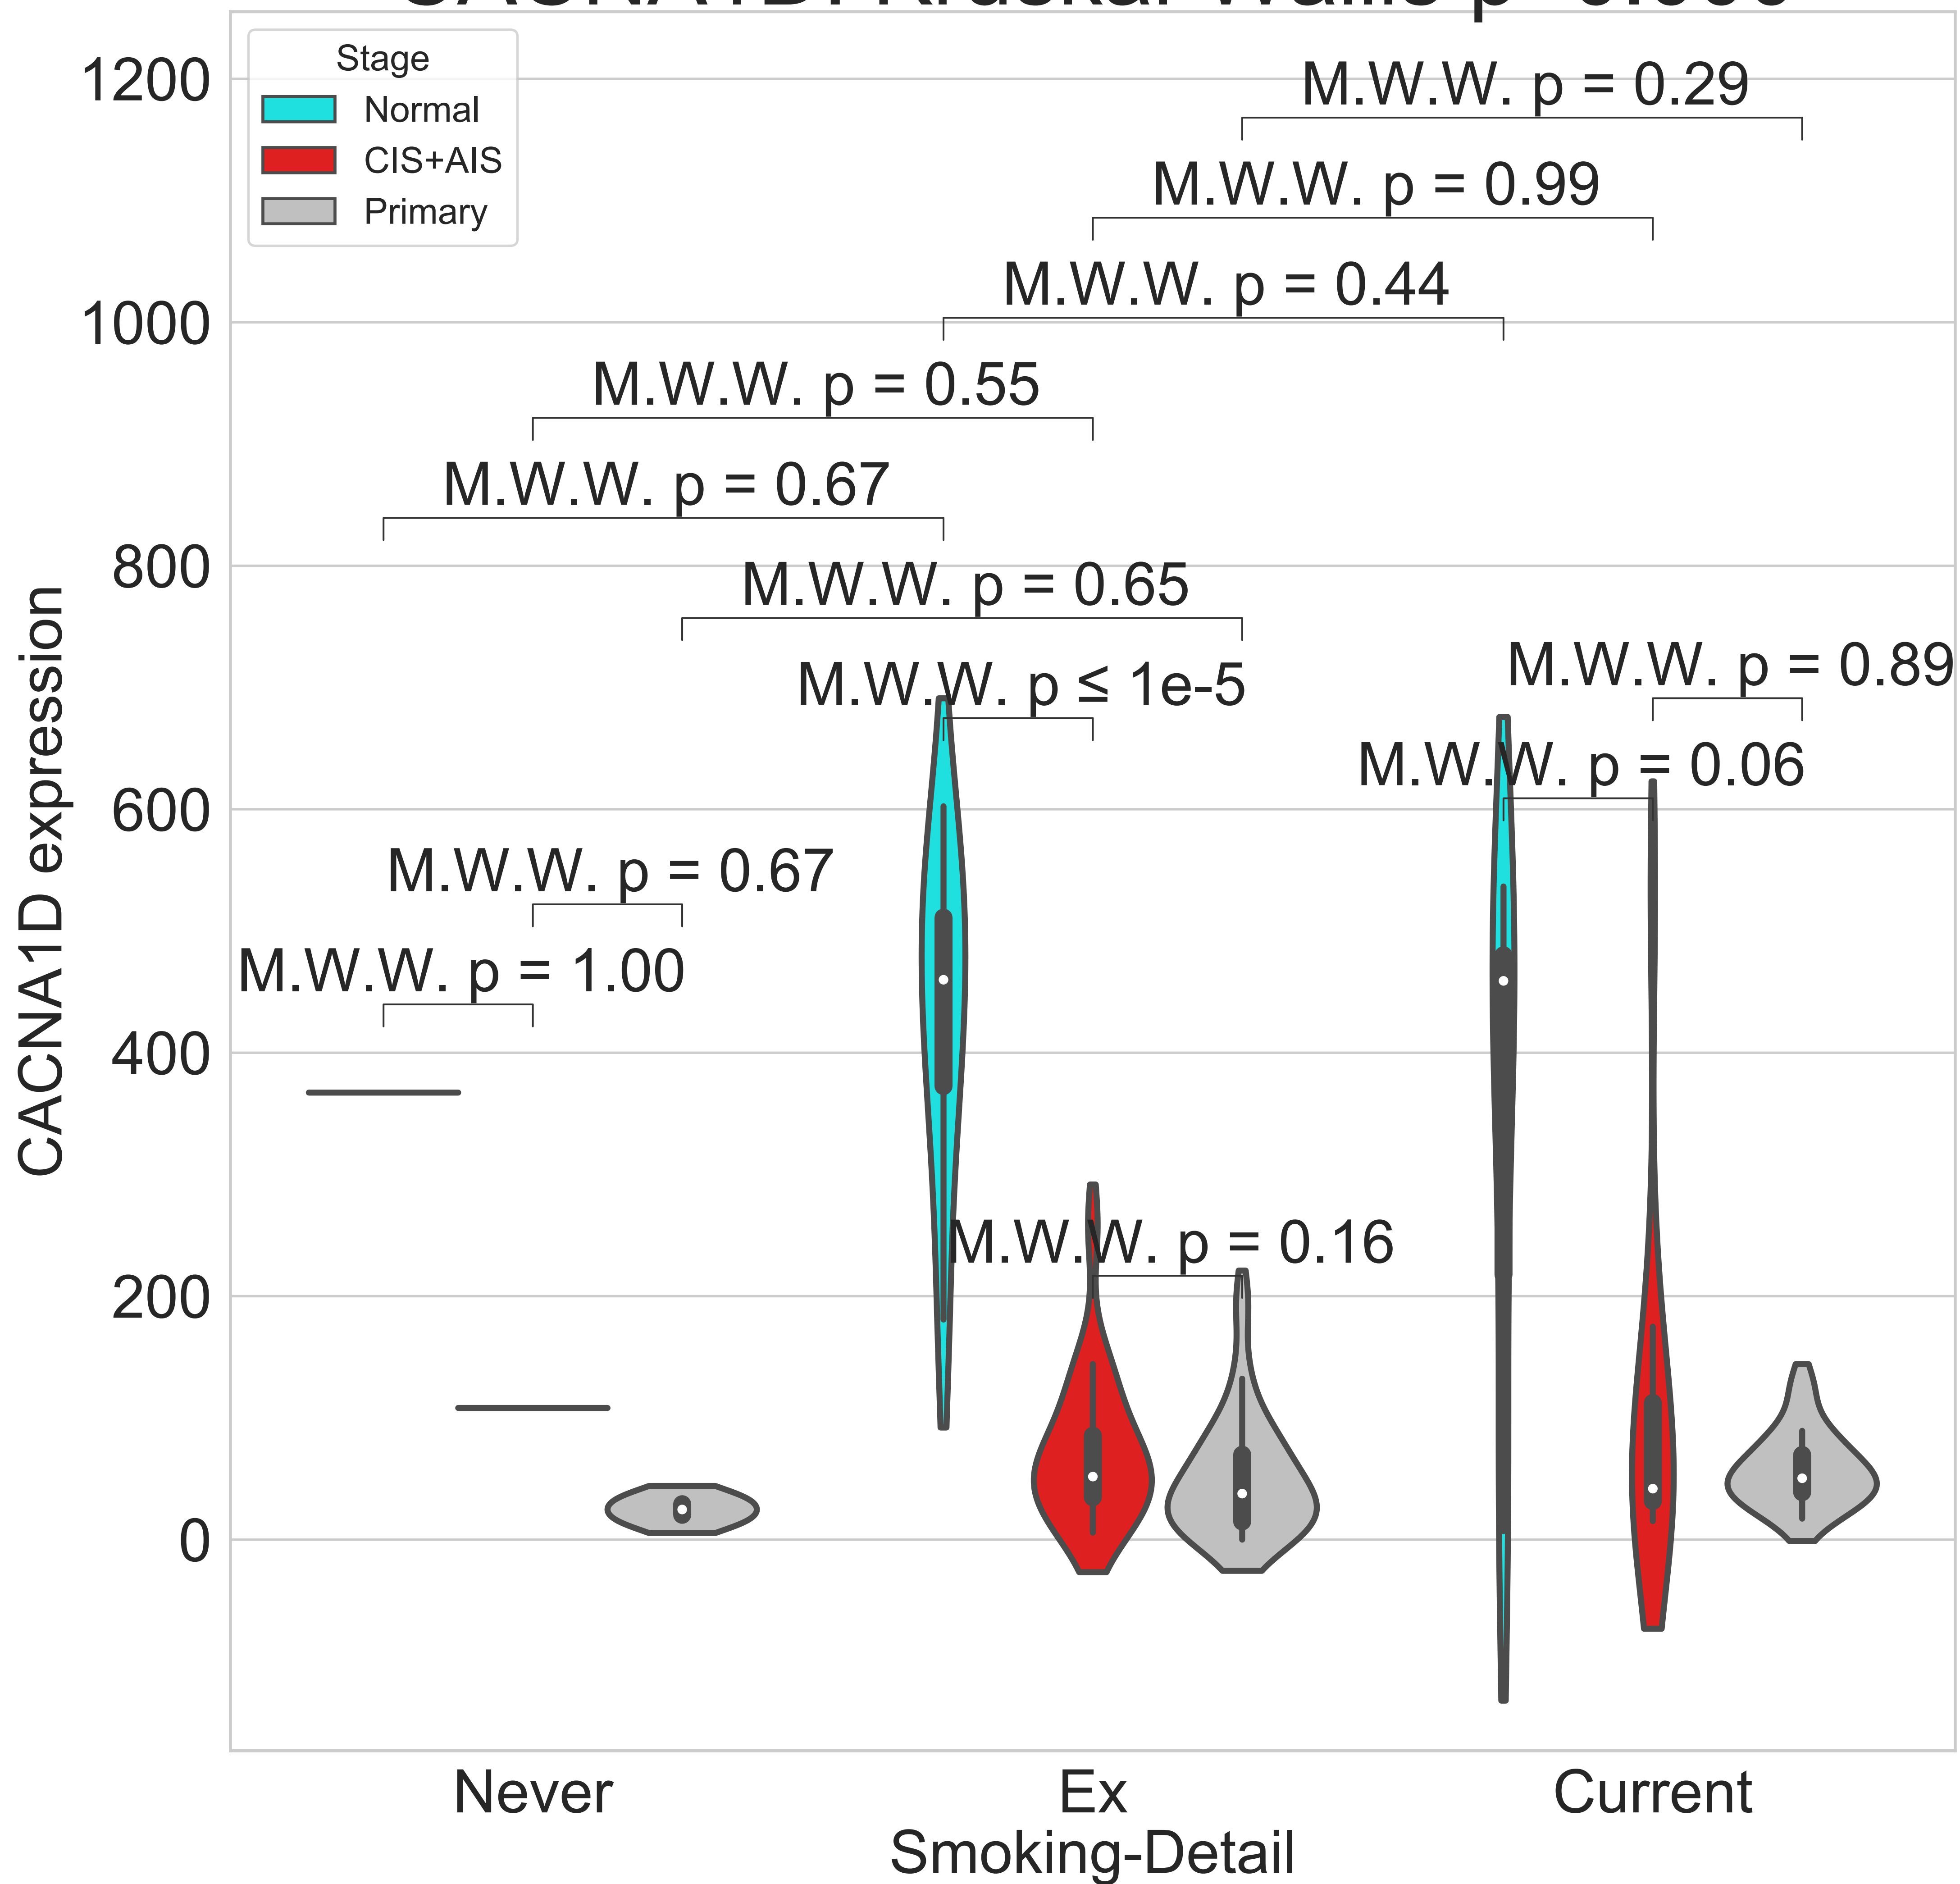 1200
1000
800
600
400
200
0
CACNA1D expression
Stage
Normal
CIS+AIS
Primary
M.W.W. p = 0.29
M.W.W. p = 0.99
M.W.W. p = 0.44
M.W.W. p = 0.55
M.W.W. p = 0.67
M.W.W. p = 0.65
M.W.W. p ≤ 1e-5
M.W.W. p = 0.89
M.W.W. p = 0.06
M.W.W. p = 0.67
M.W.W. p = 1.00
M.W.W. p = 0.16
Never
Ex
Current
Smoking-Detail